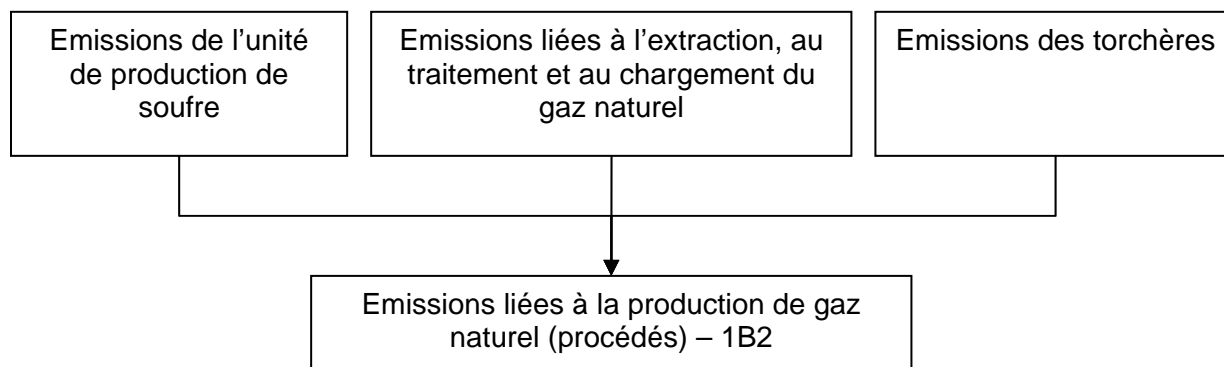 Emissions de l’unité
de production de
soufre
Emissions liées à l’extraction, au
traitement et au chargement du
gaz naturel
Emissions des torchères
Emissions liées à la production de gaz
naturel (procédés) – 1B2